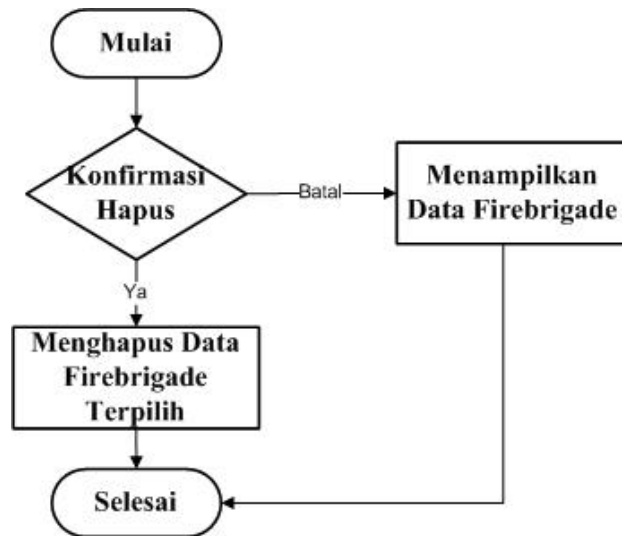 Mulai
Konfirmasi
Hapus
Batal
Menampilkan
Data Firebrigade
Ya
Menghapus Data
Firebrigade
Terpilih
Selesai